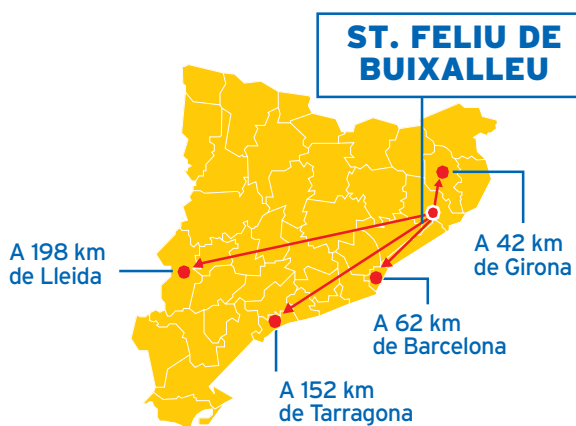 ST. FELIU DE
BUIXALLEU
A 198 km
de Lleida
A 42 km
de Girona
A 62 km
de Barcelona
A 152 km
de Tarragona